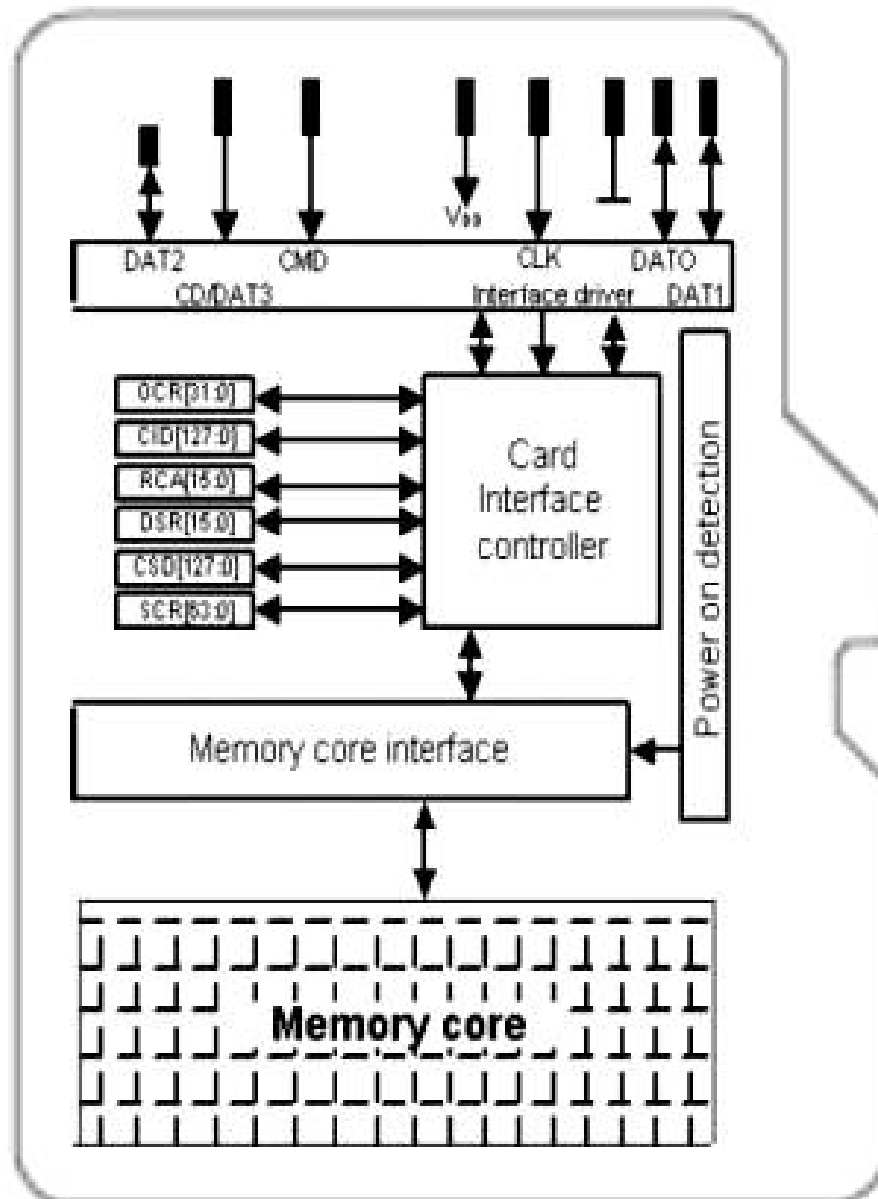 VDD
DAT2 CMD CLK DAT0
CD/DAT3 Interface driver DAT1
OCR[31:0]
CID[127:0]
RCA[15:0]
DSR[15:0]
CSD[127:0]
SCR[63:0]
Card
Interface
controller
Power on detection
Memory core interface
Memory core